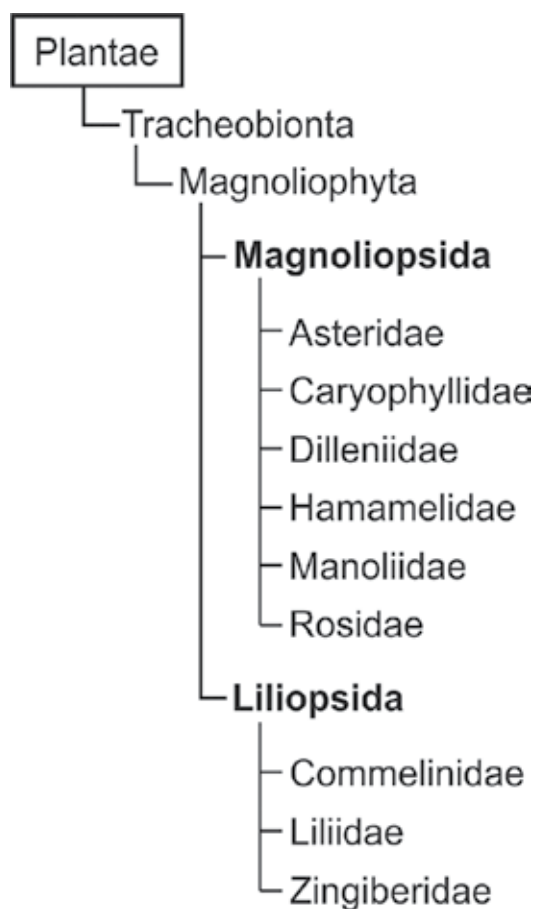 Plantae
Tracheobionta
Magnoliophyta
Magnoliopsida
Asteridae
Caryophyllidae
Dilleniidae
Hamamelidae
Manoliidae
Rosidae
Liliopsida
Commelinidae
Liliidae
Zingiberidae